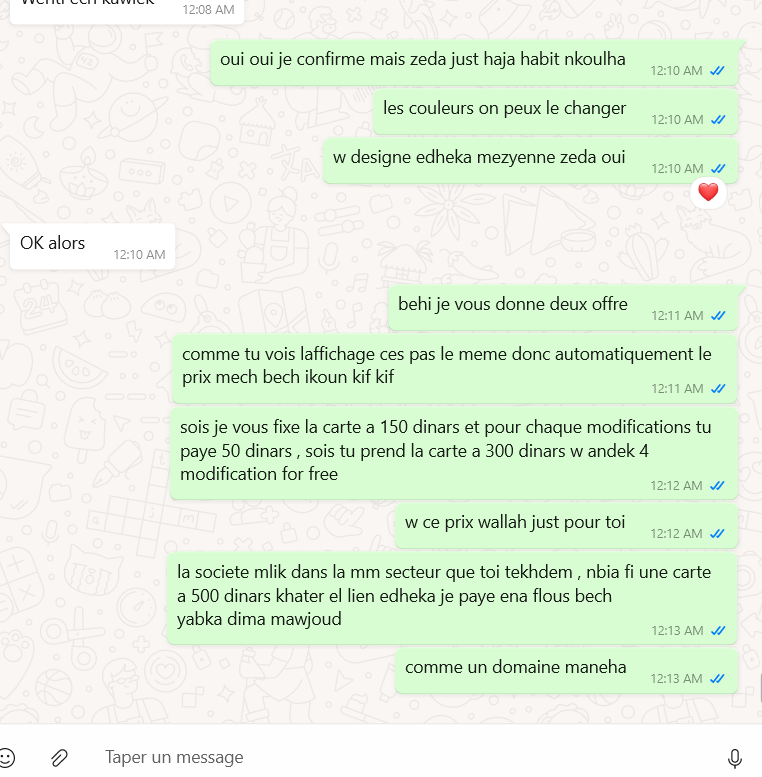 12:08 AM
oui oui je confirme mais zeda just haja habit nkoulha
12:10 AM
les couleurs on peux le changer
12:10 AM
w designe edheka mezyenne zeda oui
12:10 AM
OK alors
12:10 AM
behi je vous donne deux offre
12:11 AM
comme tu vois laffichage ces pas le meme donc automatiquement le
prix mech bech ikoun kif kif
12:11 AM
sois je vous fixe la carte a 150 dinars et pour chaque modifications tu
paye 50 dinars , sois tu prend la carte a 300 dinars w andek 4
modification for free
12:12 AM
w ce prix wallah just pour toi
12:12 AM
la societe mlik dans la mm secteur que toi tekhdem , nbia fi une carte
a 500 dinars khater el lien edheka je paye ena flous bech
yabka dima mawjoud
12:13 AM
comme un domaine maneha
12:13 AM
Taper un message